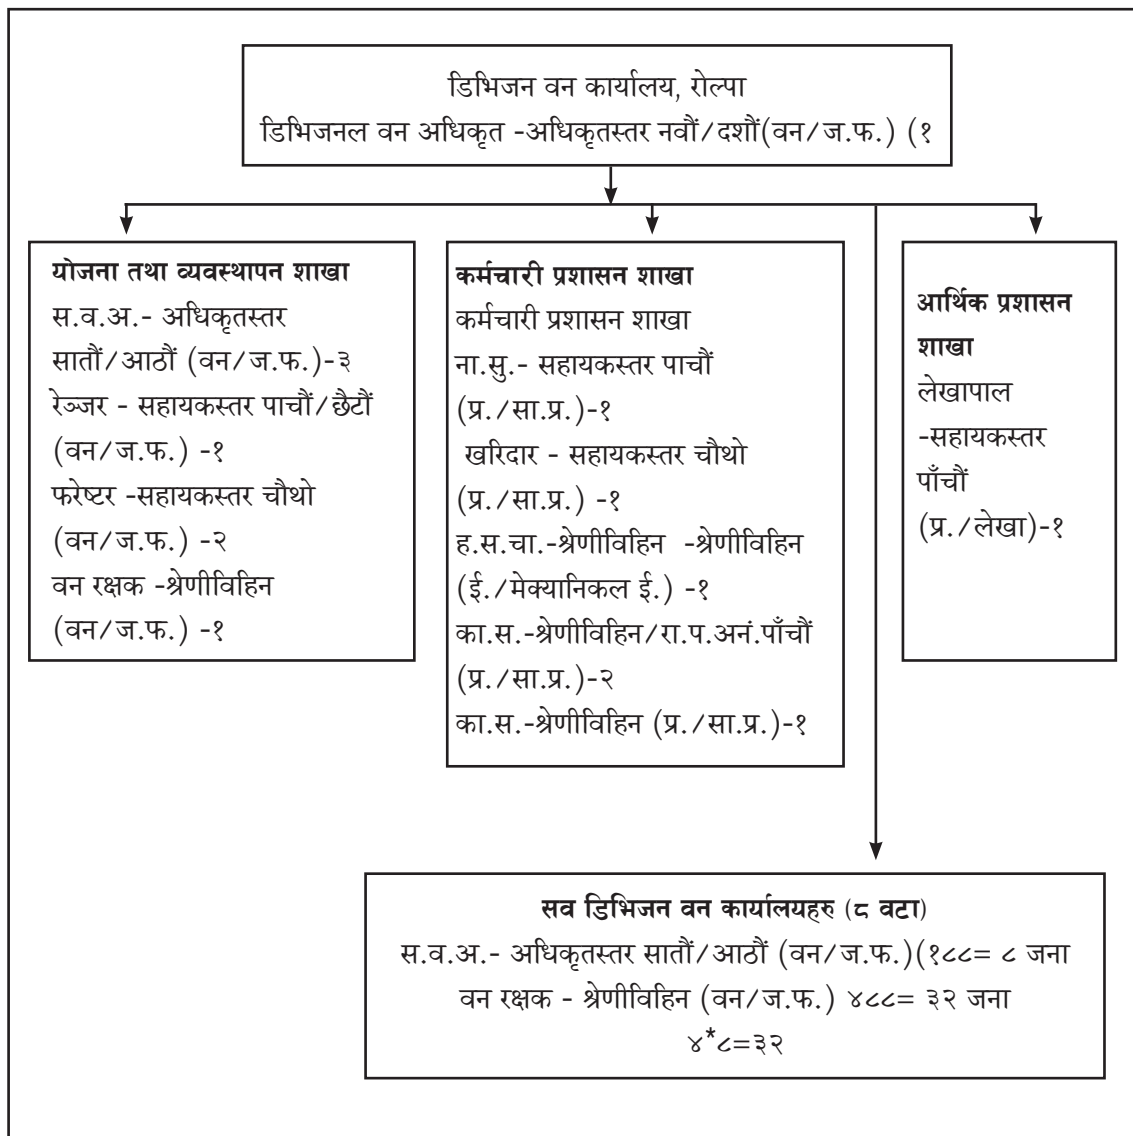 डिभिजन वन कार्यालय, रोल्पा
डिभिजनल वन अधिकृत -अधिकृतस्तर नवौं/दशौं(वन/ज.फ.) (१
योजना तथा व्यवस्थापन शाखा
स.व.अ.- अधिकृतस्तर
सातौं/आठौं (वन/ज.फ.)-३
रेञ्जर - सहायकस्तर पाचौं/छैटौं
(वन/ज.फ.) -१
फरेष्टर -सहायकस्तर चौथो
(वन/ज.फ.) -२
वन रक्षक -श्रेणीविहिन
(वन/ज.फ.) -१
कर्मचारी प्रशासन शाखा
कर्मचारी प्रशासन शाखा
ना.सु.- सहायकस्तर पाचौं
(प्र./सा.प्र.)-१
खरिदार - सहायकस्तर चौथो
(प्र./सा.प्र.) -१
ह.स.चा.-श्रेणीविहिन -श्रेणीविहिन
(ई./मेक्यानिकल ई.) -१
का.स.-श्रेणीविहिन/रा.प.अनं.पाँचौं
(प्र./सा.प्र.)-२
का.स.-श्रेणीविहिन (प्र./सा.प्र.)-१
आर्थिक प्रशासन
शाखा
लेखापाल
-सहायकस्तर
पाँचौं
(प्र./लेखा)-१
सव डिभिजन वन कार्यालयहरु (८ वटा)
स.व.अ.- अधिकृतस्तर सातौं/आठौं (वन/ज.फ.)(१८८= ८ जना
वन रक्षक - श्रेणीविहिन (वन/ज.फ.) ४८८= ३२ जना
४*८=३२